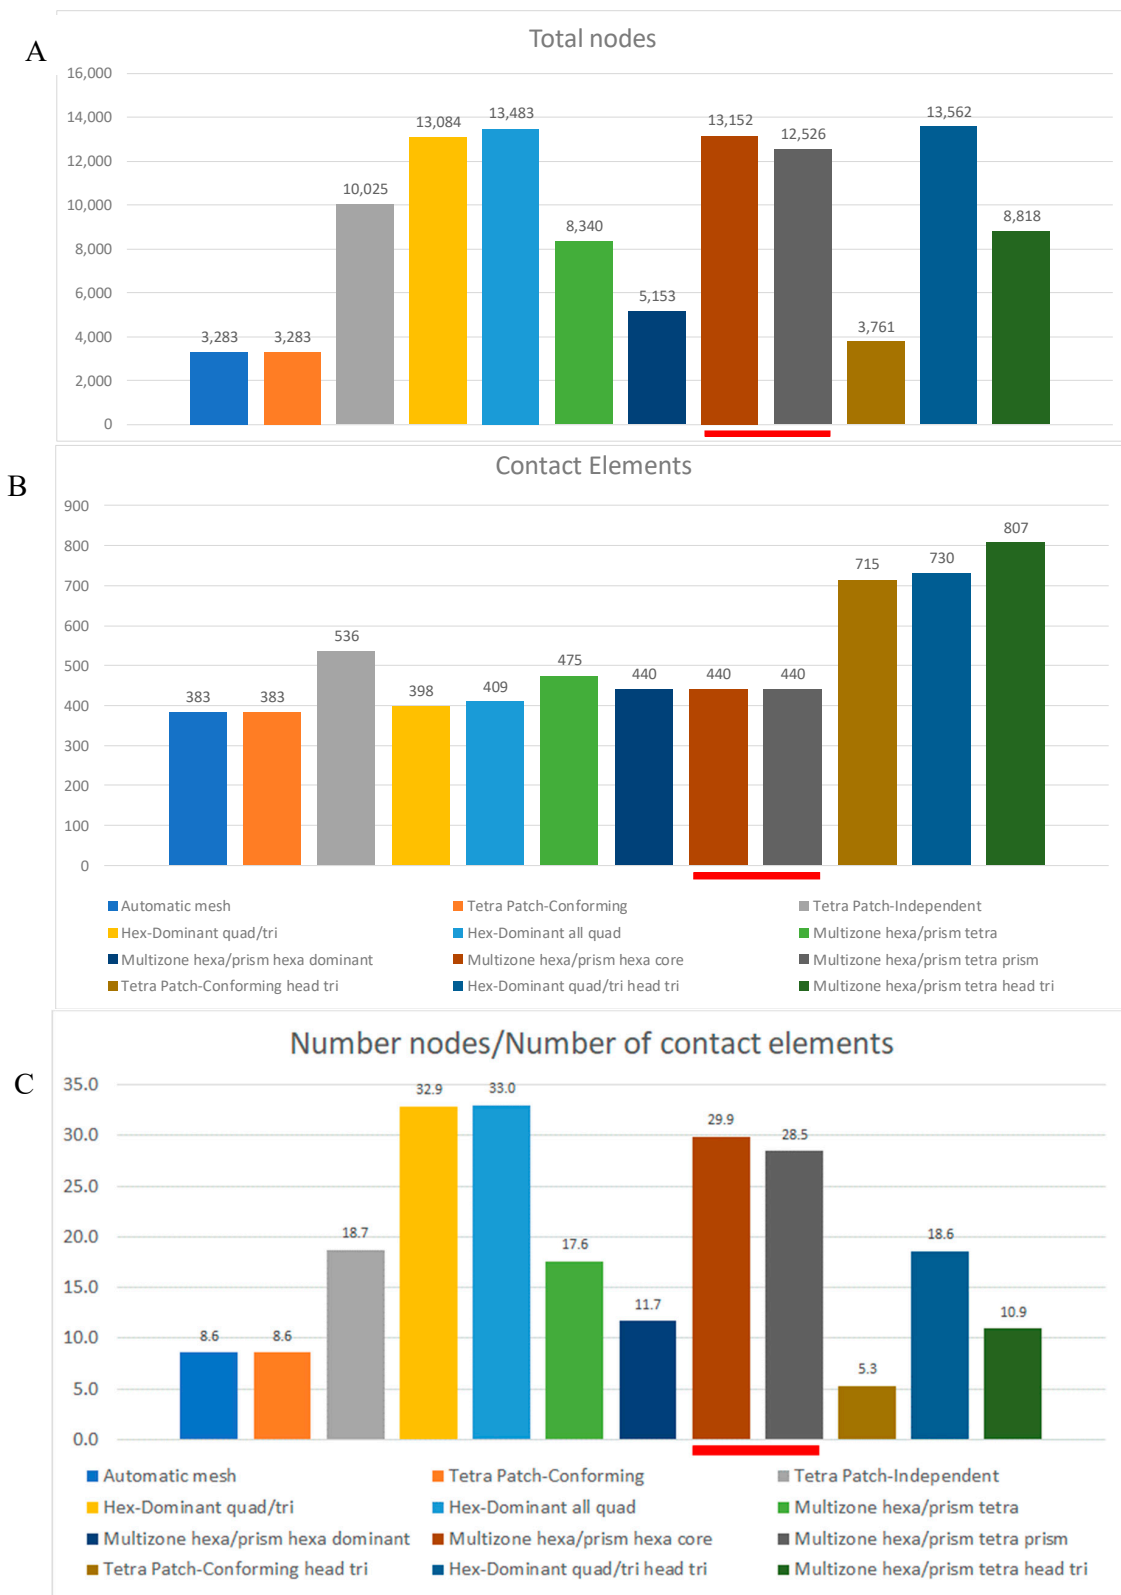 A
Total nodes
16,000
14,000
12,000
10,000
8,000
6,000
4,000
2,000
0
3,283
3,283
10,025
13,084
13,483
8,340
5,153
13,152
12,526
3,761
13,562
8,818
B
Contact Elements
900
800
700
600
500
400
300
200
100
0
383
383
536
398
409
475
440
440
440
715
730
807
Automatic mesh
Tetra Patch-Conforming
Tetra Patch-Independent
Hex-Dominant quad/tri
Hex-Dominant all quad
Multizone hexa/prism tetra
Multizone hexa/prism hexa dominant
Multizone hexa/prism hexa core
Multizone hexa/prism tetra prism
Tetra Patch-Conforming head tri
Hex-Dominant quad/tri head tri
Multizone hexa/prism tetra head tri
C
Number nodes/Number of contact elements
35.0
30.0
25.0
20.0
15.0
10.0
5.0
0.0
8.6
8.6
18.7
32.9
33.0
17.6
11.7
29.9
28.5
5.3
18.6
10.9
Automatic mesh
Tetra Patch-Conforming
Tetra Patch-Independent
Hex-Dominant quad/tri
Hex-Dominant all quad
Multizone hexa/prism tetra
Multizone hexa/prism hexa dominant
Multizone hexa/prism hexa core
Multizone hexa/prism tetra prism
Tetra Patch-Conforming head tri
Hex-Dominant quad/tri head tri
Multizone hexa/prism tetra head tri